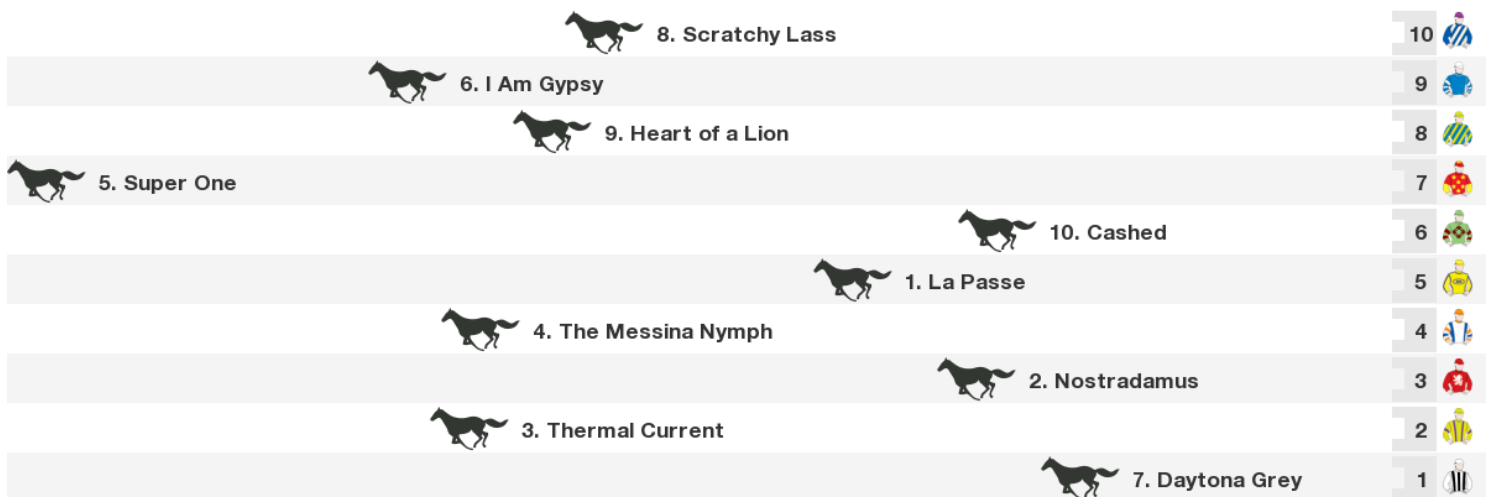 8. Scratchy Lass 10
6. I Am Gypsy 9
9. Heart of a Lion 8
5. Super One 7
10. Cashed 6
1. La Passe 5
4. The Messina Nymph 4
2. Nostradamus 3
3. Thermal Current 2
7. Daytona Grey 1